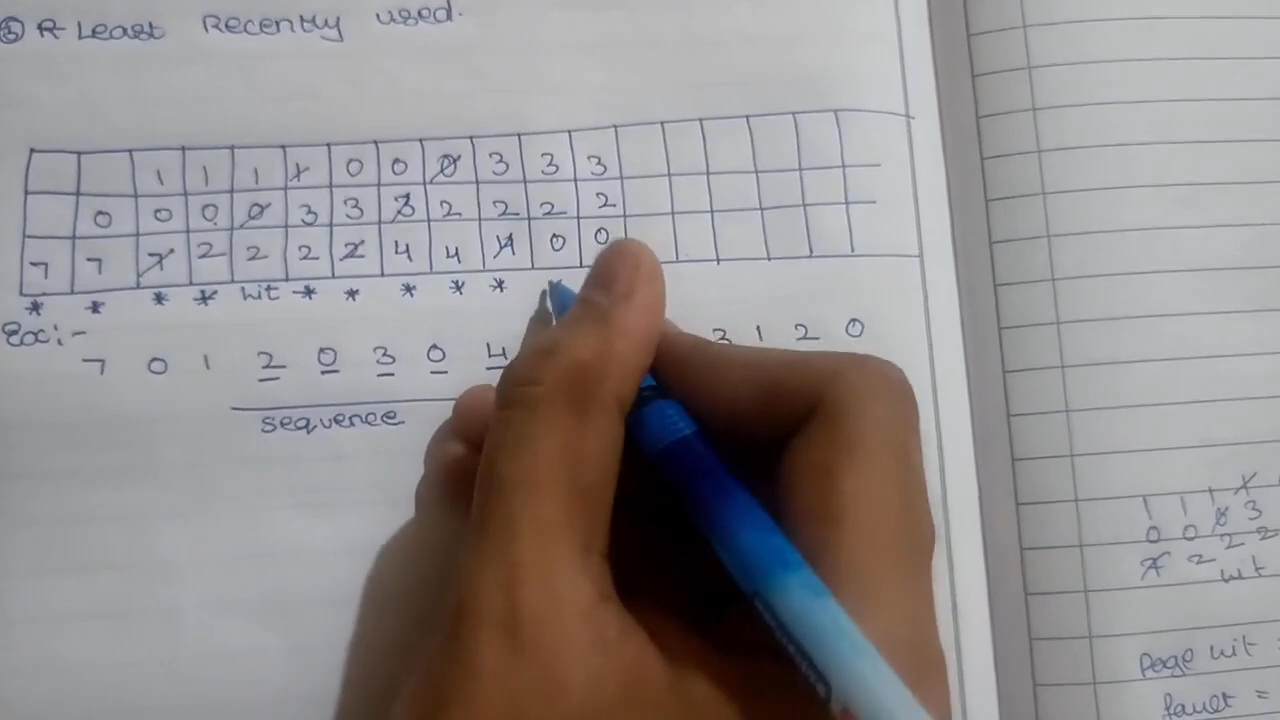 ③ R Least Recently used.
1 1 1 1 0 0 0 3 3 3
0 0 0 0 3 3 3 2 2 2 2
7 7 7 2 2 2 2 4 4 4 0 0
* * * * hit * * * * * *
Ex:-
7 0 1 2 0 3 0 4 3 1 2 0
sequence
1 1 1 1
0 0 0 3
7 2 2 2
hit
Page hit =
fault =